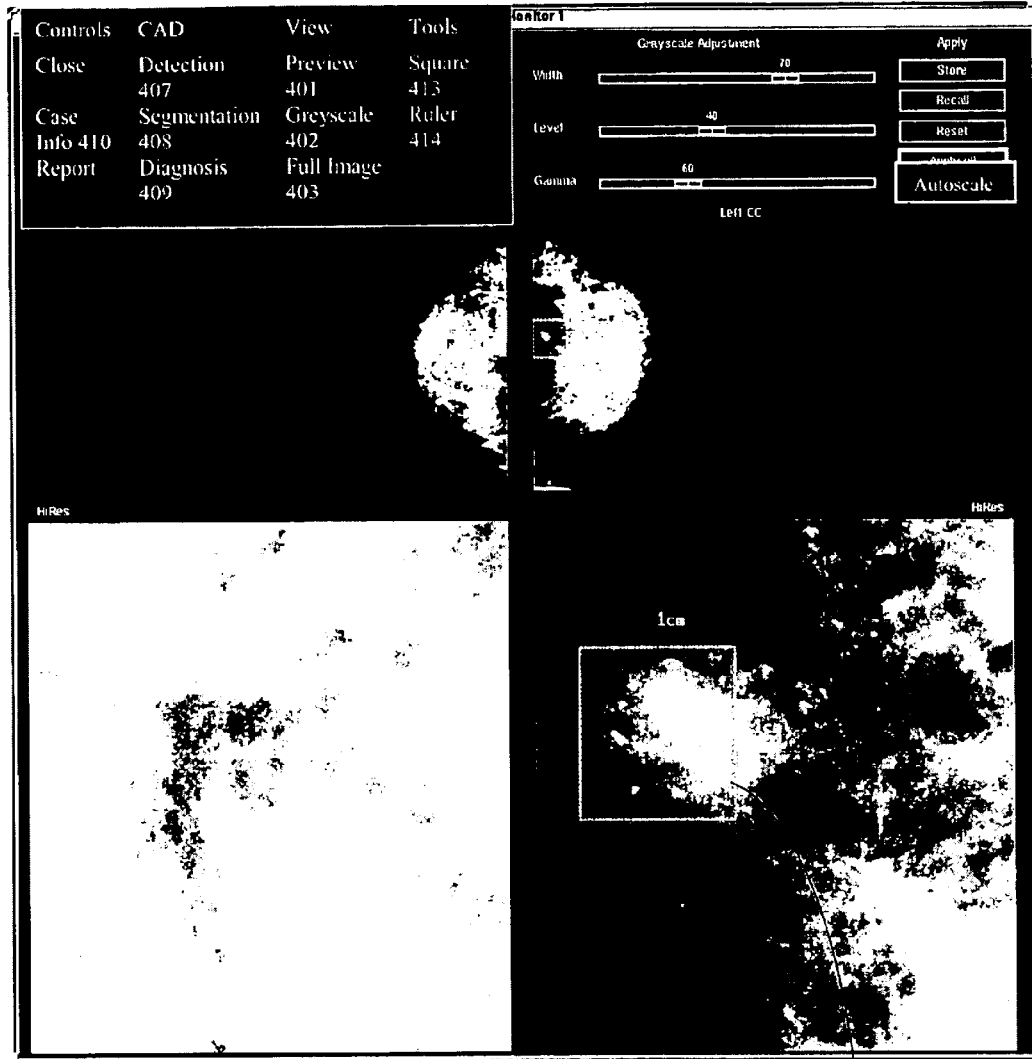 Controls CAD View Tools
Close Detection Preview Square
407 401 413
Case Segmentation Greyscale Ruler
Info 410 408 402 414
Report Diagnosis Full Image
409 403
Monitor 1
Greyscale Adjustment Apply
Width 70 Store
Recall
Level 40 Reset
Gamma 60 Autoscale
Left CC
HiRes HiRes
1cm